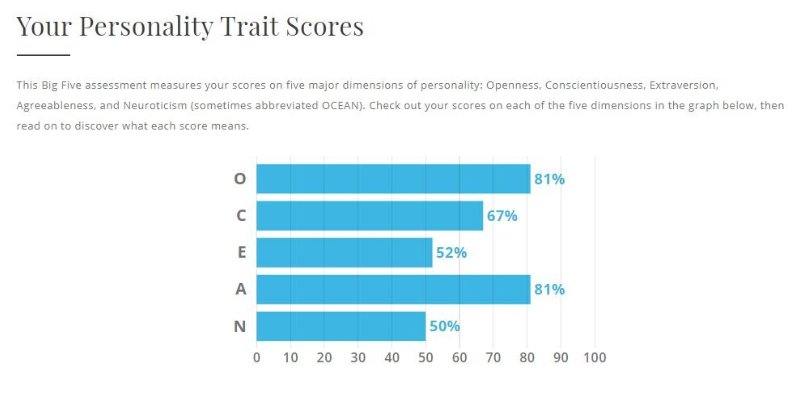 Your Personality Trait Scores
This Big Five assessment measures your scores on five major dimensions of personality: Openness, Conscientiousness, Extraversion,
Agreeableness, and Neuroticism (sometimes abbreviated OCEAN). Check out your scores on each of the five dimensions in the graph below, then
read on to discover what each score means.
O 81%
C 67%
E 52%
A 81%
N 50%
0 10 20 30 40 50 60 70 80 90 100